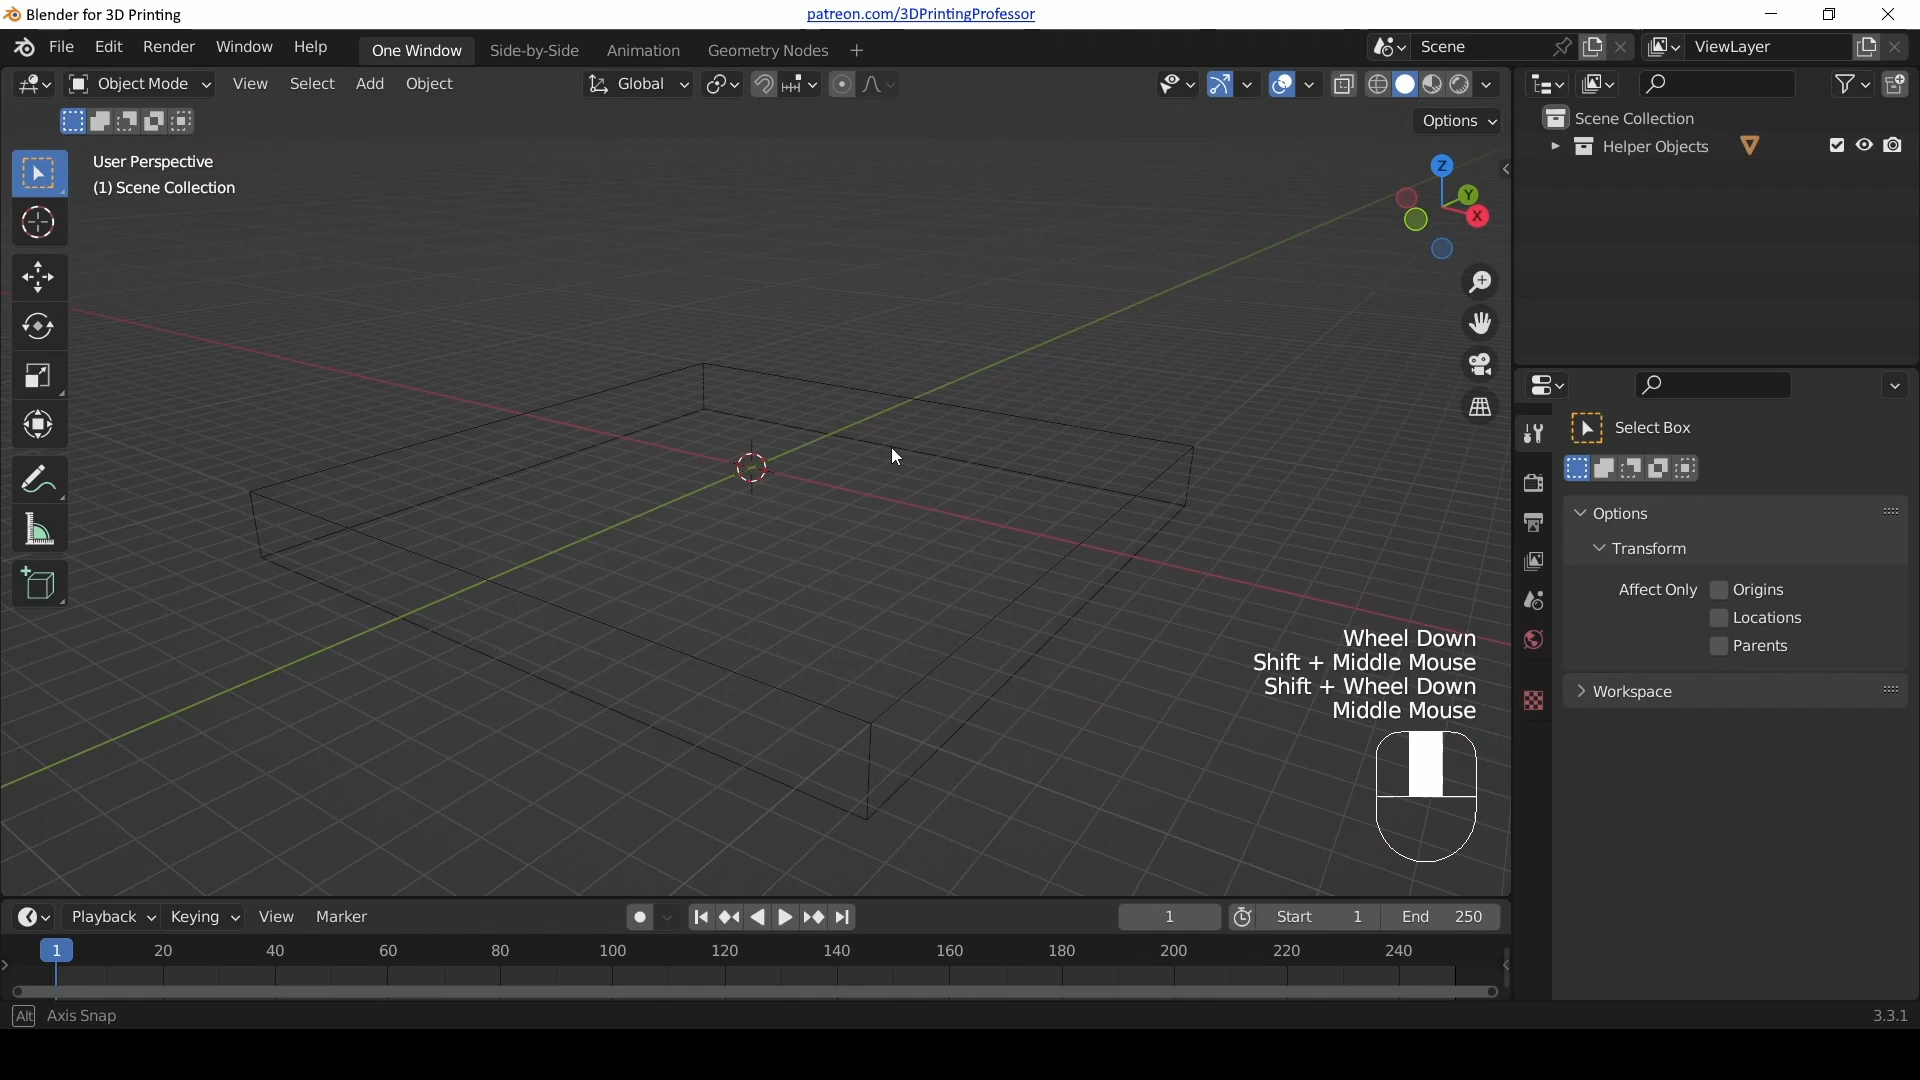 Blender for 3D Printing
patreon.com/3DPrintingProfessor
File Edit Render Window Help
One Window Side-by-Side Animation Geometry Nodes +
Scene
ViewLayer
Object Mode View Select Add Object
Global
Options
User Perspective
(1) Scene Collection
Z
Y
X
Scene Collection
Helper Objects
Select Box
Options
Transform
Affect Only Origins
Locations
Parents
Workspace
Wheel Down
Shift + Middle Mouse
Shift + Wheel Down
Middle Mouse
Playback Keying View Marker
1
Start 1
End 250
1 20 40 60 80 100 120 140 160 180 200 220 240
Alt Axis Snap
3.3.1